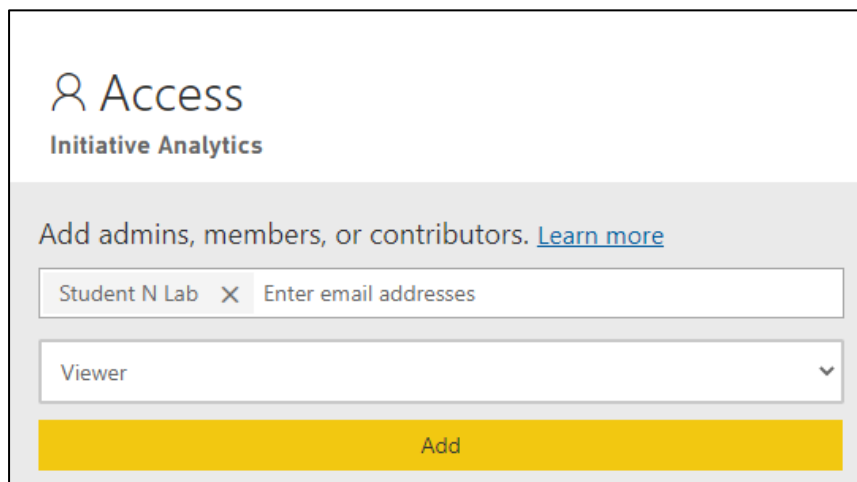 Access
Initiative Analytics
Add admins, members, or contributors. Learn more
Student N Lab Enter email addresses
Viewer
Add